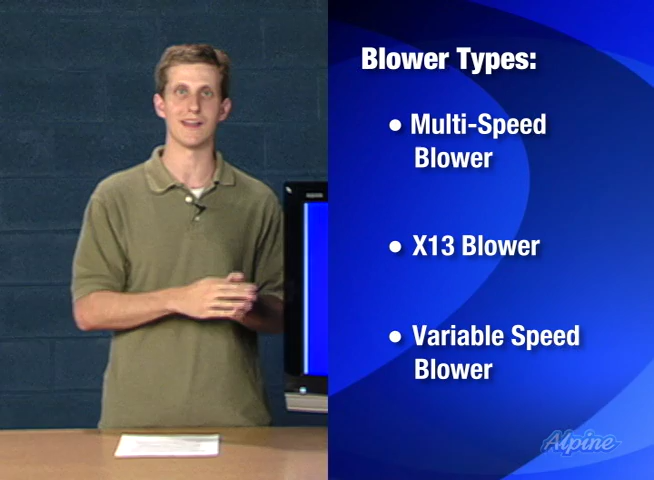 Blower Types:
● Multi-Speed
Blower
● X13 Blower
● Variable Speed
Blower
Alpine